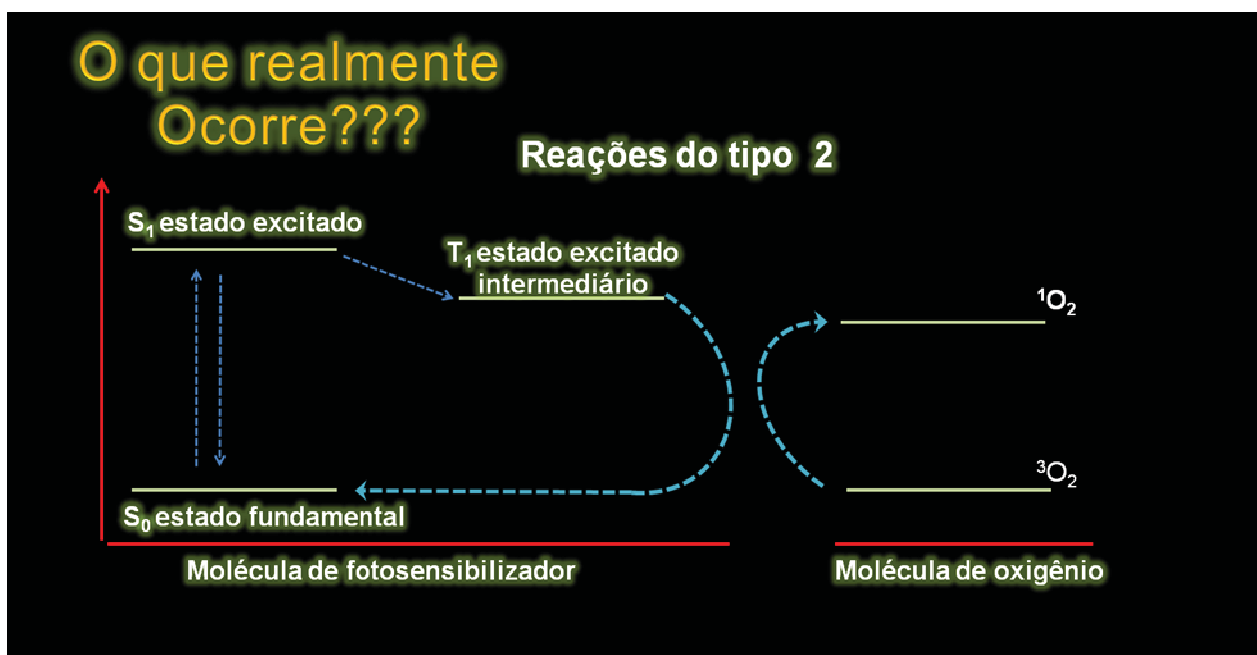 O que realmente
Ocorre???
Reações do tipo 2
S₁ estado excitado
T₁ estado excitado
intermediário
¹O₂
³O₂
S₀ estado fundamental
Molécula de fotosensibilizador
Molécula de oxigênio